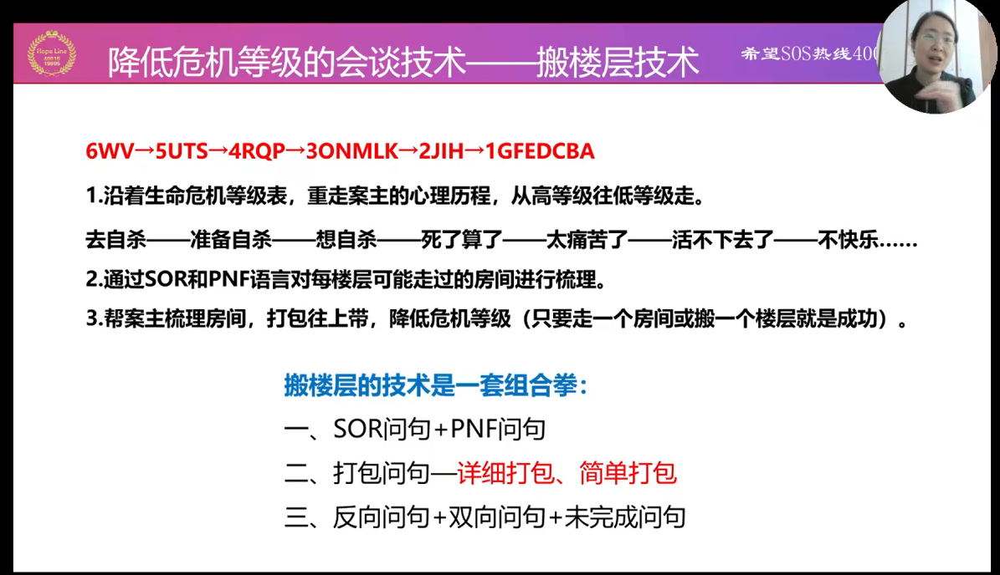 Hope Line
降低危机等级的会谈技术——搬楼层技术
希望SOS热线400
6WV→5UTS→4RQP→3ONMLK→2JIH→1GFEDCBA
1.沿着生命危机等级表，重走案主的心理历程，从高等级往低等级走。
去自杀——准备自杀——想自杀——死了算了——太痛苦了——活不下去了——不快乐……
2.通过SOR和PNF语言对每楼层可能走过的房间进行梳理。
3.帮案主梳理房间，打包往上带，降低危机等级（只要走一个房间或搬一个楼层就是成功）。
搬楼层的技术是一套组合拳：
一、SOR问句+PNF问句
二、打包问句—详细打包、简单打包
三、反向问句+双向问句+未完成问句